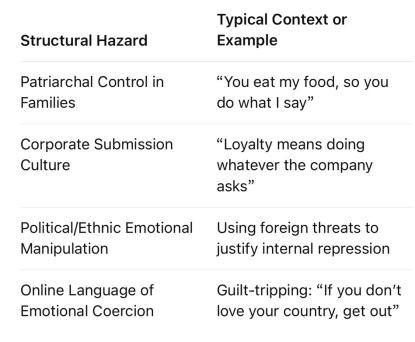 Structural Hazard
Typical Context or
Example
Patriarchal Control in
Families
“You eat my food, so you
do what I say”
Corporate Submission
Culture
“Loyalty means doing
whatever the company
asks”
Political/Ethnic Emotional
Manipulation
Using foreign threats to
justify internal repression
Online Language of
Emotional Coercion
Guilt-tripping: “If you don’t
love your country, get out”